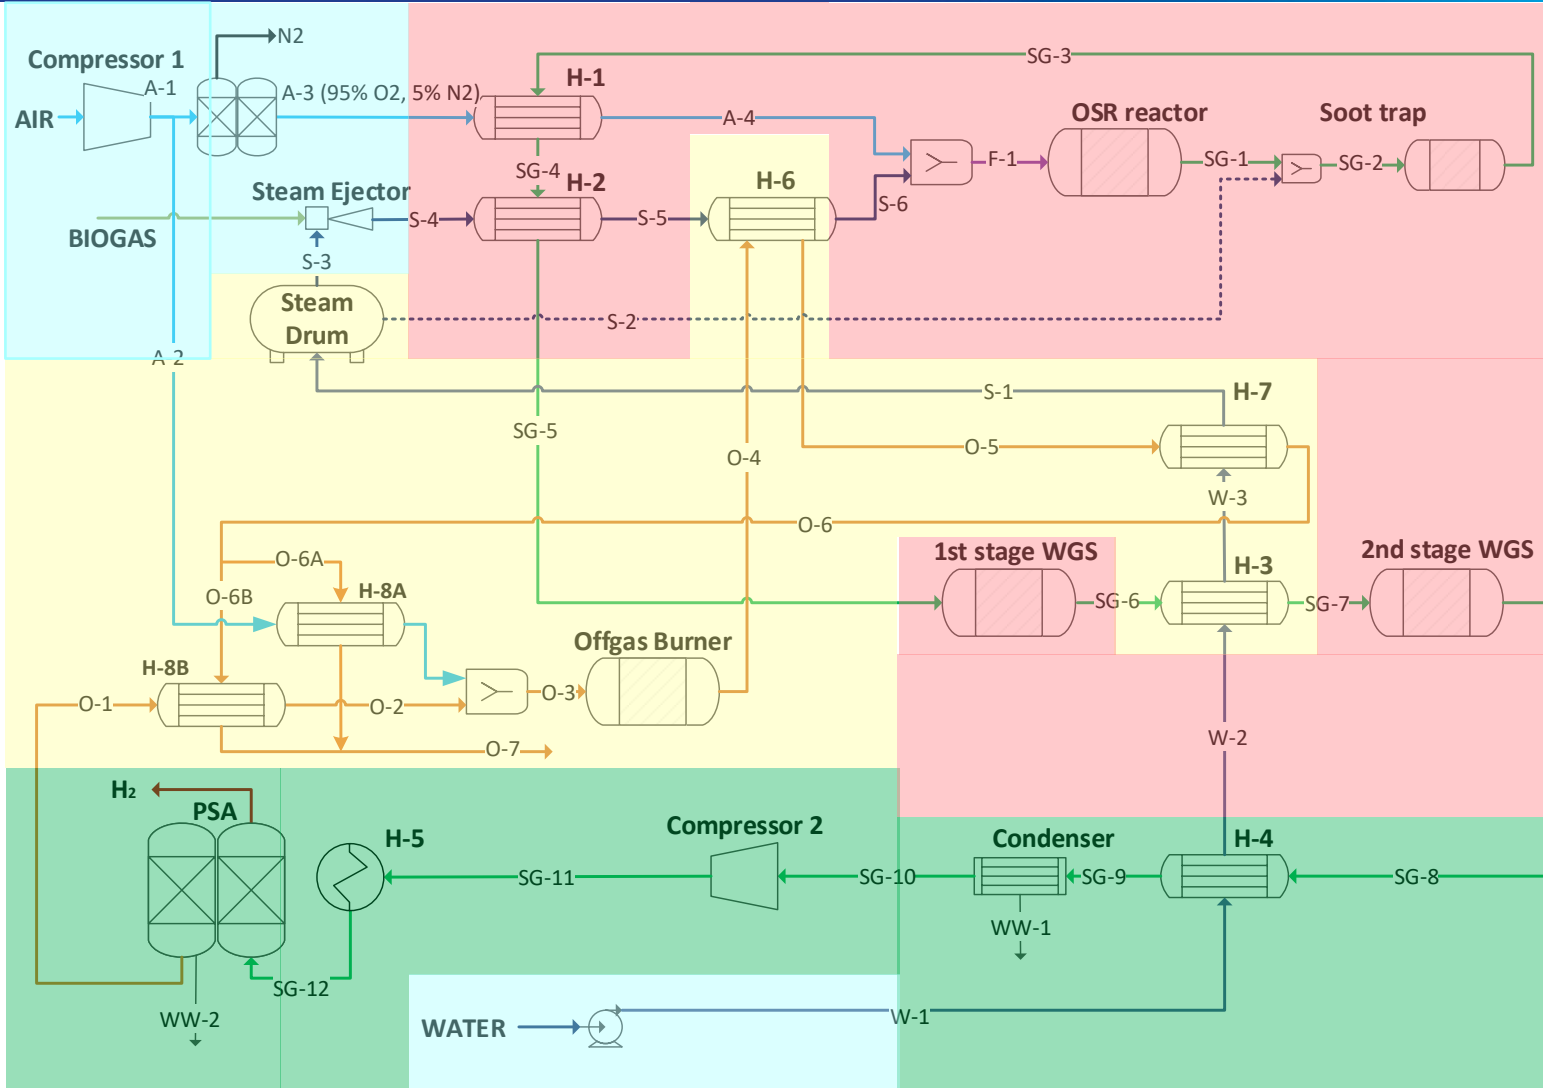 N2
SG-3
Compressor 1
A-1
A-3 (95% O2, 5% N2)
H-1
AIR
A-4
OSR reactor
Soot trap
F-1
SG-1
SG-2
SG-4
H-2
H-6
Steam Ejector
S-4
S-5
S-6
BIOGAS
S-3
Steam
Drum
S-2
A-2
S-1
H-7
SG-5
O-5
O-4
W-3
O-6
1st stage WGS
2nd stage WGS
O-6A
H-3
O-6B
H-8A
SG-6
SG-7
Offgas Burner
H-8B
O-1
O-2
O-3
O-7
W-2
H2
PSA
H-5
Compressor 2
Condenser
H-4
SG-11
SG-10
SG-9
SG-8
WW-1
SG-12
WW-2
WATER
W-1